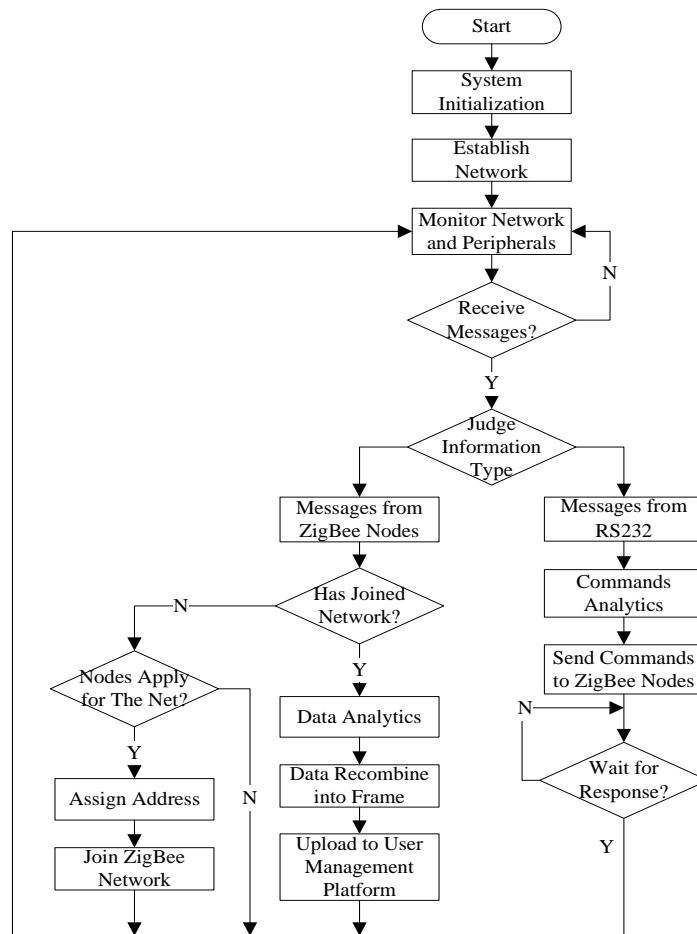 Start
System
Initialization
Establish
Network
Monitor Network
and Peripherals
N
Receive
Messages?
Y
Judge
Information
Type
Messages from
ZigBee Nodes
Messages from
RS232
Has Joined
Network?
N
Commands
Analytics
Nodes Apply
for The Net?
Y
Send Commands
to ZigBee Nodes
Data Analytics
N
Y
Data Recombine
into Frame
Wait for
Response?
Assign Address
N
Y
Join ZigBee
Network
Upload to User
Management
Platform